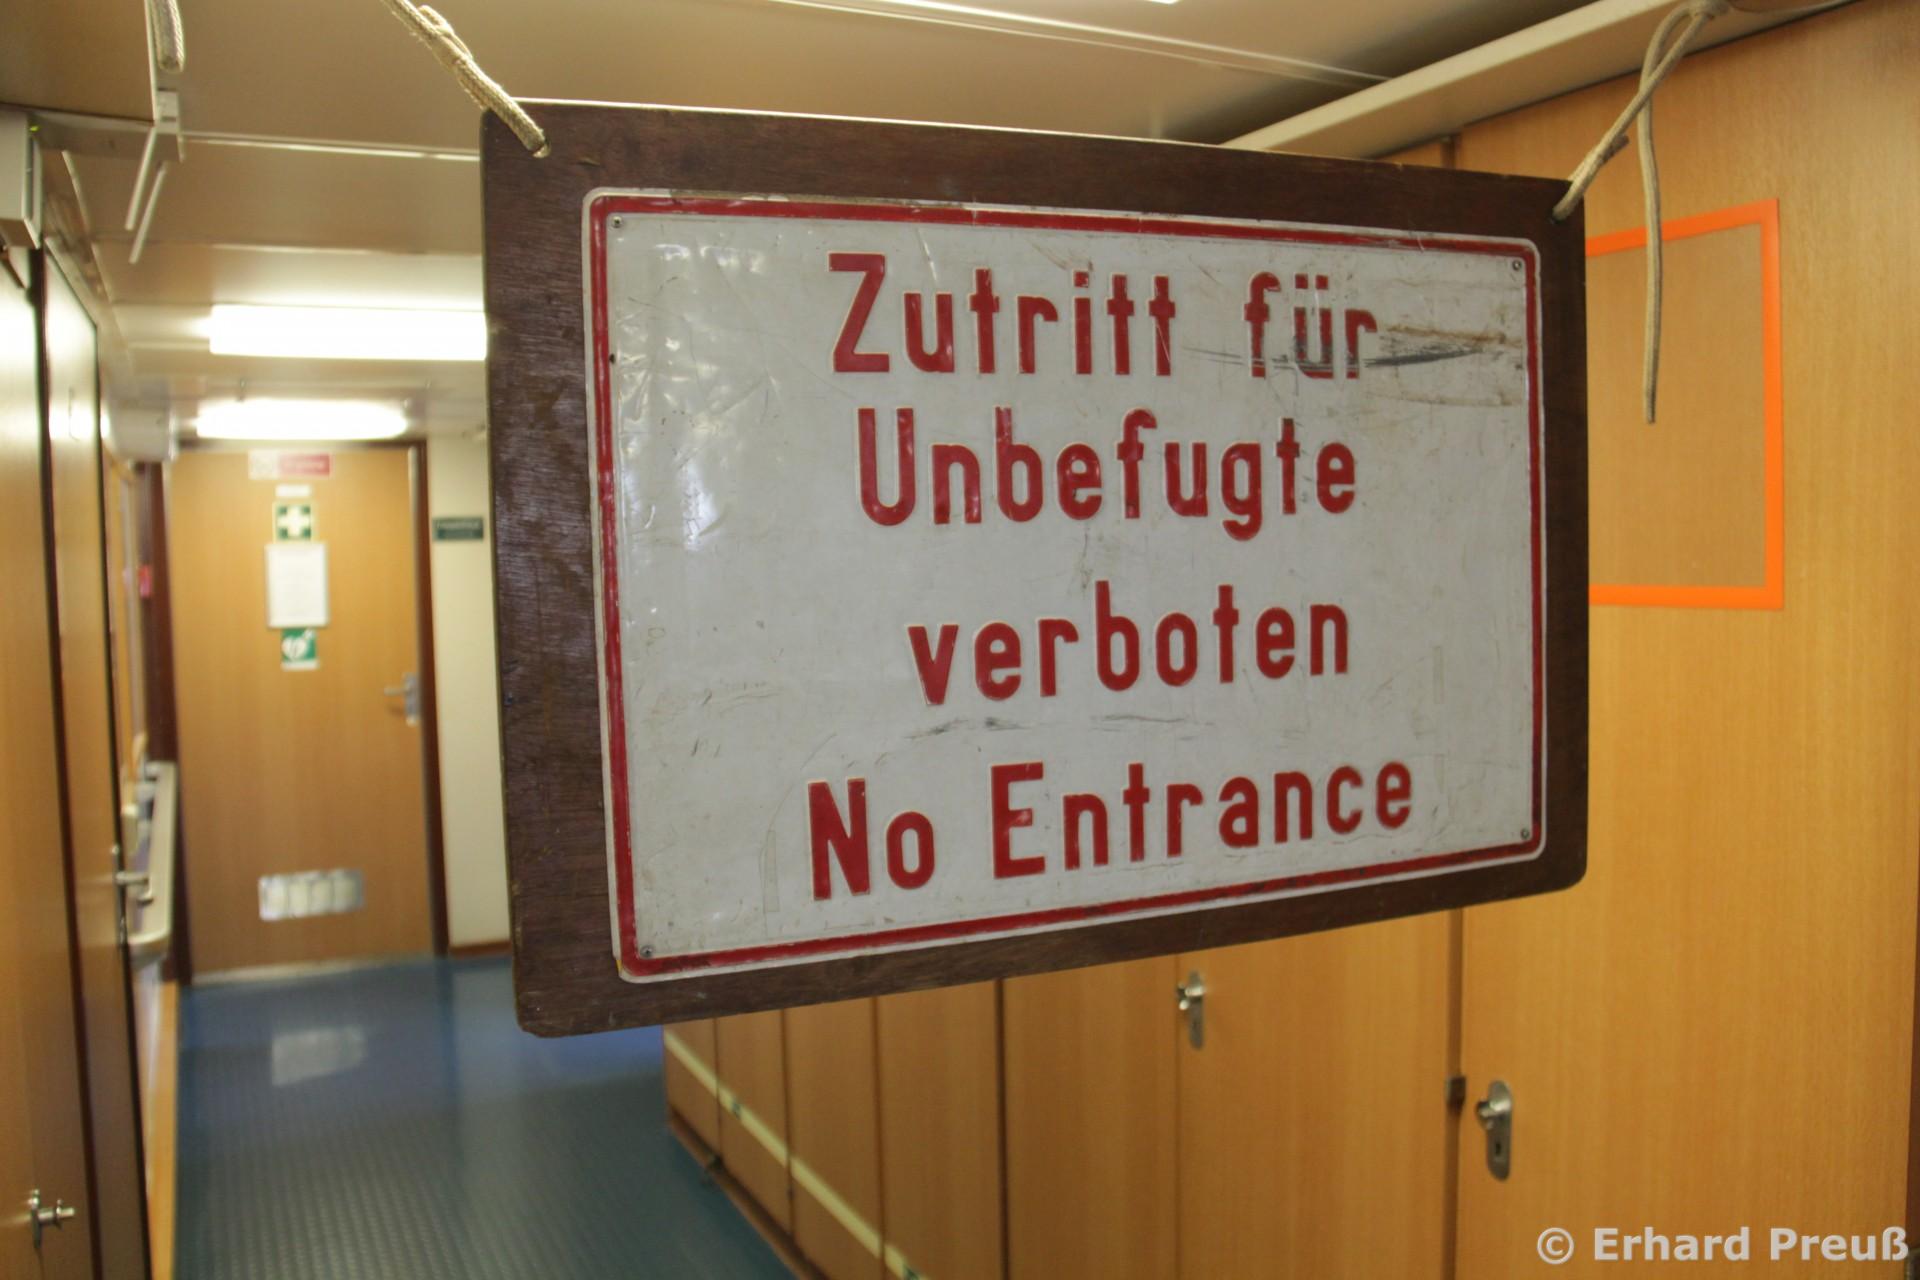 Zutritt für
Unbefugte
verboten
No Entrance
© Erhard Preuß